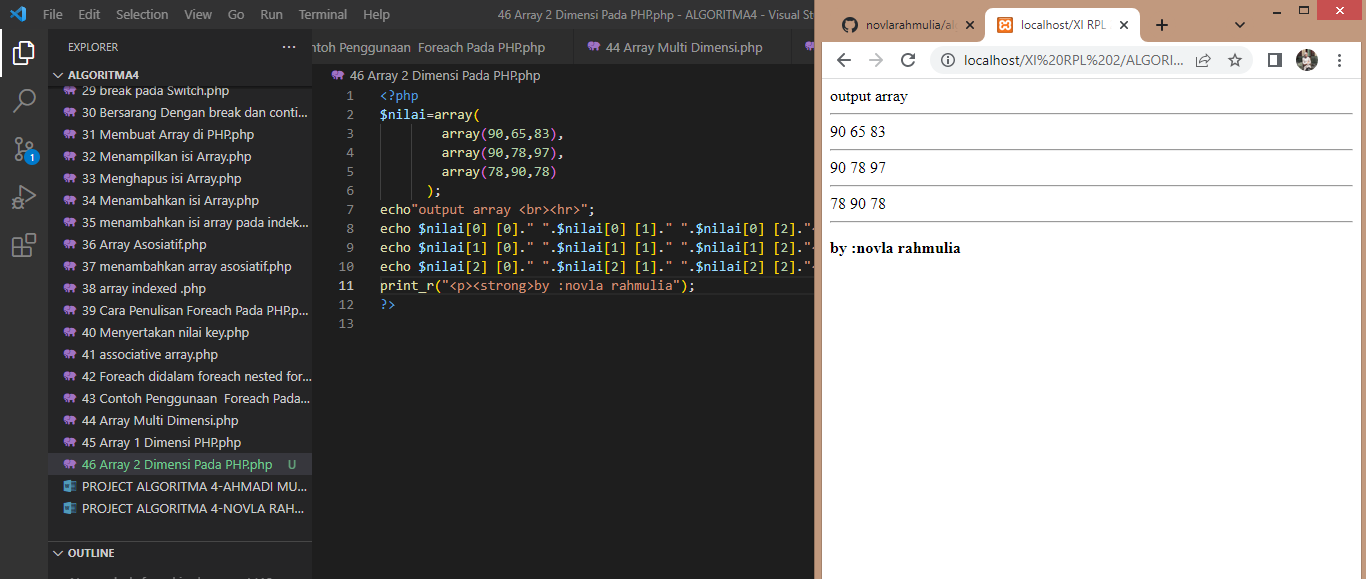 File Edit Selection View Go Run Terminal Help
46 Array 2 Dimensi Pada PHP.php - ALGORITMA4 - Visual St
EXPLORER ···
ALGORITMA4
29 break pada Switch.php
30 Bersarang Dengan break dan conti...
31 Membuat Array di PHP.php
32 Menampilkan isi Array.php
33 Menghapus isi Array.php
34 Menambahkan isi Array.php
35 menambahkan isi array pada indek...
36 Array Asosiatif.php
37 menambahkan array asosiatif.php
38 array indexed .php
39 Cara Penulisan Foreach Pada PHP.p...
40 Menyertakan nilai key.php
41 associative array.php
42 Foreach didalam foreach nested for...
43 Contoh Penggunaan  Foreach Pada...
44 Array Multi Dimensi.php
45 Array 1 Dimensi PHP.php
46 Array 2 Dimensi Pada PHP.php U
PROJECT ALGORITMA 4-AHMADI MU...
PROJECT ALGORITMA 4-NOVLA RAH...
OUTLINE
1
ntoh Penggunaan  Foreach Pada PHP.php
44 Array Multi Dimensi.php
46 Array 2 Dimensi Pada PHP.php
1 <?php
2 $nilai=array(
3 array(90,65,83),
4 array(90,78,97),
5 array(78,90,78)
6 );
7 echo"output array <br><hr>";
8 echo $nilai[0] [0]." ".$nilai[0] [1]." ".$nilai[0] [2]."<
9 echo $nilai[1] [0]." ".$nilai[1] [1]." ".$nilai[1] [2]."<
10 echo $nilai[2] [0]." ".$nilai[2] [1]." ".$nilai[2] [2]."<
11 print_r("<p><strong>by :novla rahmulia");
12 ?>
13
novlarahmulia/al
localhost/XI RPL
localhost/XI%20RPL%202/ALGORI...
output array
90 65 83
90 78 97
78 90 78
by :novla rahmulia